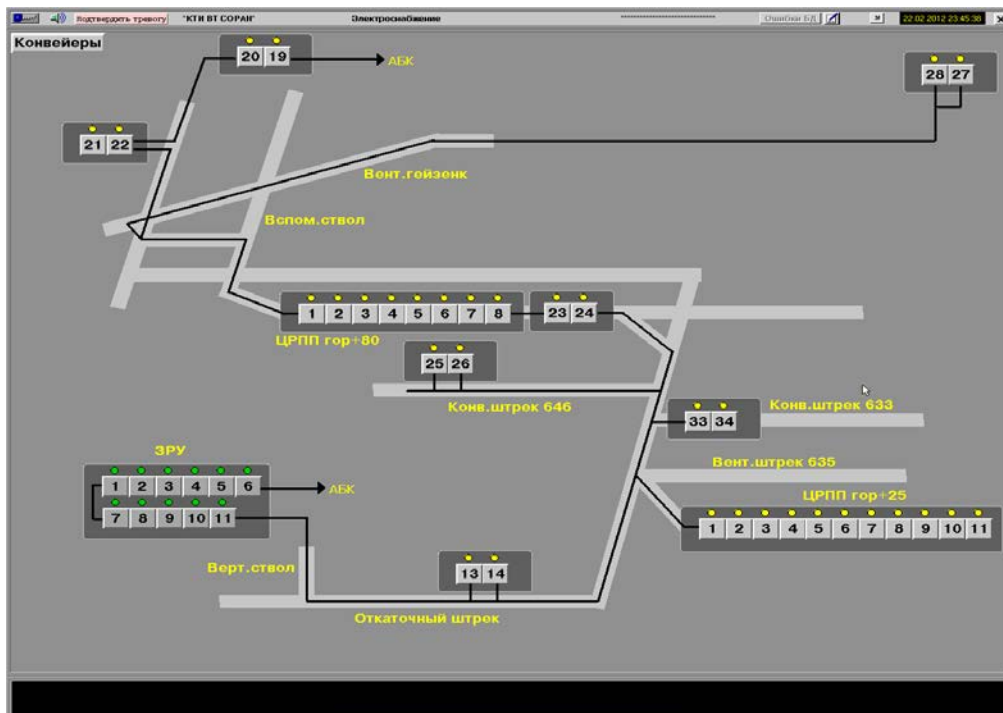 Подтвердить тревогу "КТИ ВТ СОРАН" Электроснабжение Ошибки БД 22.02.2012 23:45:38
Конвейеры
20 19 АБК
28 27
21 22
Вент.гейзенк
Вспом.ствол
1 2 3 4 5 6 7 8 23 24
ЦРПП гор+80
25 26
Конв.штрек 646
Конв.штрек 633
33 34
ЗРУ
Вент.штрек 635
1 2 3 4 5 6 АБК
ЦРПП гор+25
7 8 9 10 11
1 2 3 4 5 6 7 8 9 10 11
Верт.ствол
13 14
Откаточный штрек